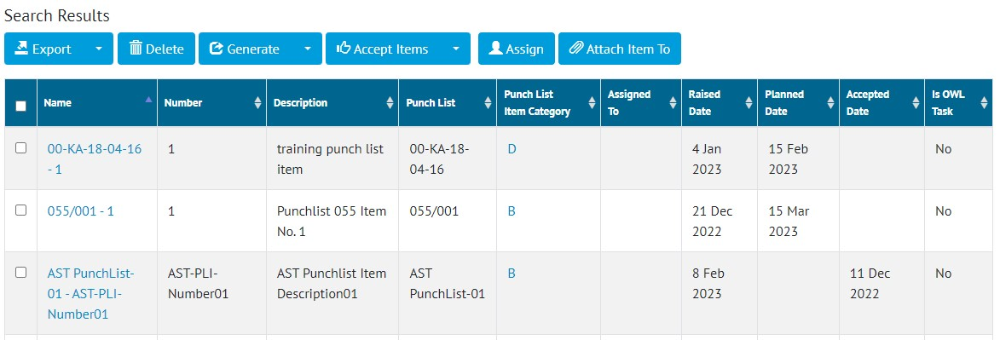 Search Results
Export Delete Generate Accept Items Assign Attach Item To
Name Number Description Punch List Punch List Item Category Assigned To Raised Date Planned Date Accepted Date Is OWL Task
00-KA-18-04-16 1 training punch list 00-KA-18- D 4 Jan 15 Feb No
- 1 item 04-16 2023 2023
055/001 - 1 1 Punchlist 055 Item 055/001 B 21 Dec 15 Mar No
No. 1 2022 2023
AST PunchList- AST-PLI- AST Punchlist Item AST B 8 Feb 11 Dec No
01 - AST-PLI- Number01 Description01 PunchList-01 2023 2022
Number01